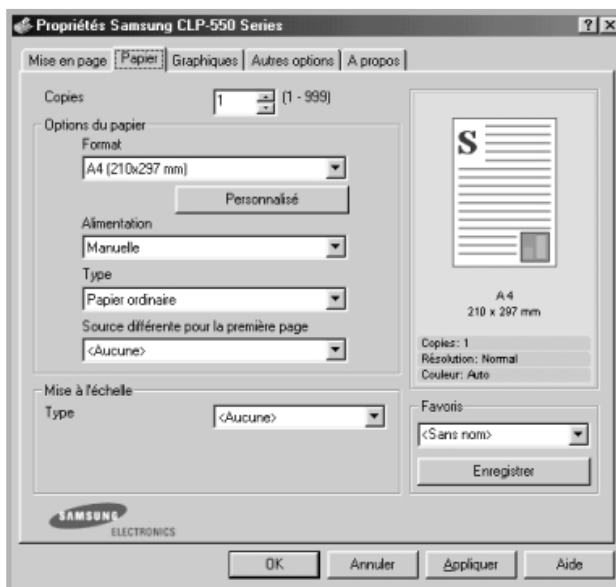 Propriétés Samsung CLP-550 Series
Mise en page Papier Graphiques Autres options A propos
Copies 1 (1 - 999)
Options du papier
Format
A4 (210x297 mm)
Personnalisé
Alimentation
Manuelle
Type
Papier ordinaire
Source différente pour la première page
<Aucune>
Mise à l'échelle
Type <Aucune>
S
A4
210 x 297 mm
Copies: 1
Résolution: Normal
Couleur: Auto
Favoris
<Sans nom>
Enregistrer
SAMSUNG
ELECTRONICS
OK Annuler Appliquer Aide